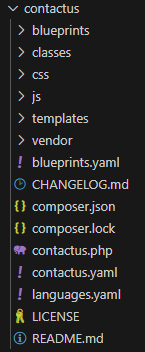 contactus
blueprints
classes
css
js
templates
vendor
blueprints.yaml
CHANGELOG.md
composer.json
composer.lock
contactus.php
contactus.yaml
languages.yaml
LICENSE
README.md